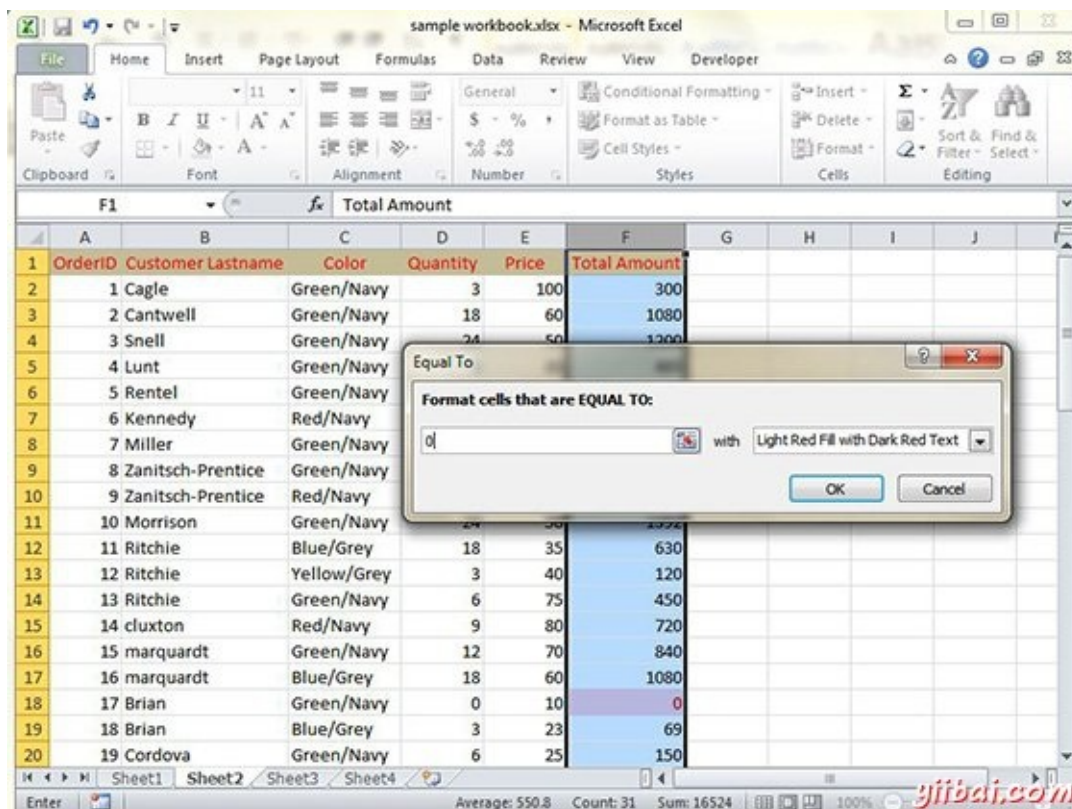 sample workbook.xlsx - Microsoft Excel
File Home Insert Page Layout Formulas Data Review View Developer
11 General Conditional Formatting Insert Σ
Paste B I U A A Format as Table Delete Sort & Filter Find & Select
$ % , Cell Styles Format
Clipboard Font Alignment Number Styles Cells Editing
F1 fx Total Amount
A B C D E F G H I J
1 OrderID Customer Lastname Color Quantity Price Total Amount
2 1 Cagle Green/Navy 3 100 300
3 2 Cantwell Green/Navy 18 60 1080
4 3 Snell Green/Navy 24 50 1200
5 4 Lunt Green/Navy
6 5 Rentel Green/Navy
7 6 Kennedy Red/Navy
8 7 Miller Green/Navy
9 8 Zanitsch-Prentice Green/Navy
10 9 Zanitsch-Prentice Red/Navy
11 10 Morrison Green/Navy
12 11 Ritchie Blue/Grey 18 35 630
13 12 Ritchie Yellow/Grey 3 40 120
14 13 Ritchie Green/Navy 6 75 450
15 14 cluxton Red/Navy 9 80 720
16 15 marquardt Green/Navy 12 70 840
17 16 marquardt Blue/Grey 18 60 1080
18 17 Brian Green/Navy 0 10 0
19 18 Brian Blue/Grey 3 23 69
20 19 Cordova Green/Navy 6 25 150
Equal To
Format cells that are EQUAL TO:
0 with Light Red Fill with Dark Red Text
OK Cancel
Sheet1 Sheet2 Sheet3 Sheet4
Enter Average: 550.8 Count: 31 Sum: 16524 100%
yiibai.com